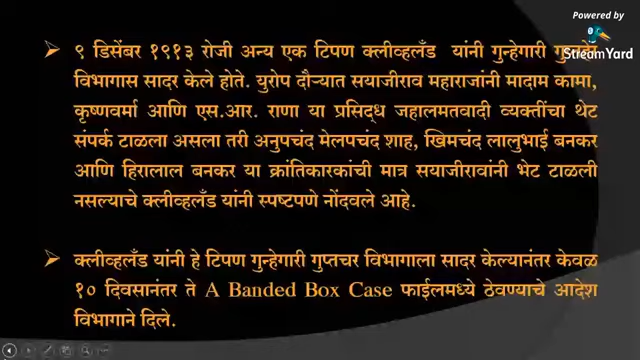 Powered by
StreamYard
९ डिसेंबर १९१३ रोजी अन्य एक टिपण क्लीव्हलँड यांनी गुन्हेगारी
विभागास सादर केले होते. युरोप दौऱ्यात सयाजीराव महाराजांनी मादाम कामा,
कृष्णवर्मा आणि एस.आर. राणा या प्रसिद्ध जहालमतवादी व्यक्तींचा थेट
संपर्क टाळला असला तरी अनुपचंद मेलपचंद शाह, खिमचंद लालुभाई बनकर
आणि हिरालाल बनकर या क्रांतिकारकांची मात्र सयाजीरावांनी भेट टाळली
नसल्याचे क्लीव्हलँड यांनी स्पष्टपणे नोंदवले आहे.
क्लीव्हलँड यांनी हे टिपण गुन्हेगारी गुप्तचर विभागाला सादर केल्यानंतर केवळ
१० दिवसानंतर ते A Banded Box Case फाईलमध्ये ठेवण्याचे आदेश
विभागाने दिले.